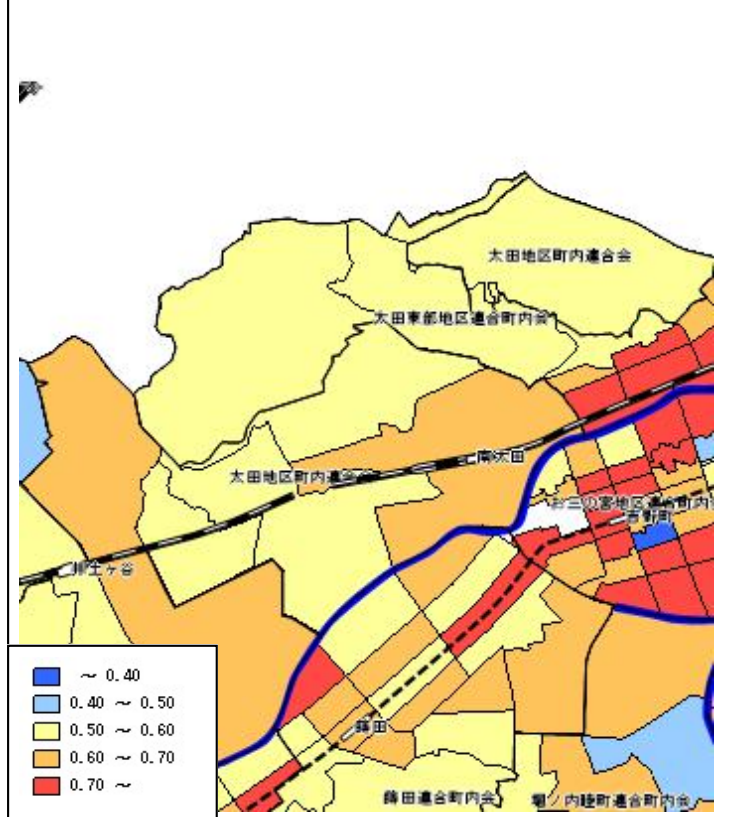 太田地区町内連合会
太田東部地区連合町内会
南太田
太田地区町内連合会
お三の宮地区連合町内会
吉野町
井土ヶ谷
蒔田
蒔田連合町内会
堀ノ内睦町連合町内会
～ 0.40
0.40 ～ 0.50
0.50 ～ 0.60
0.60 ～ 0.70
0.70 ～